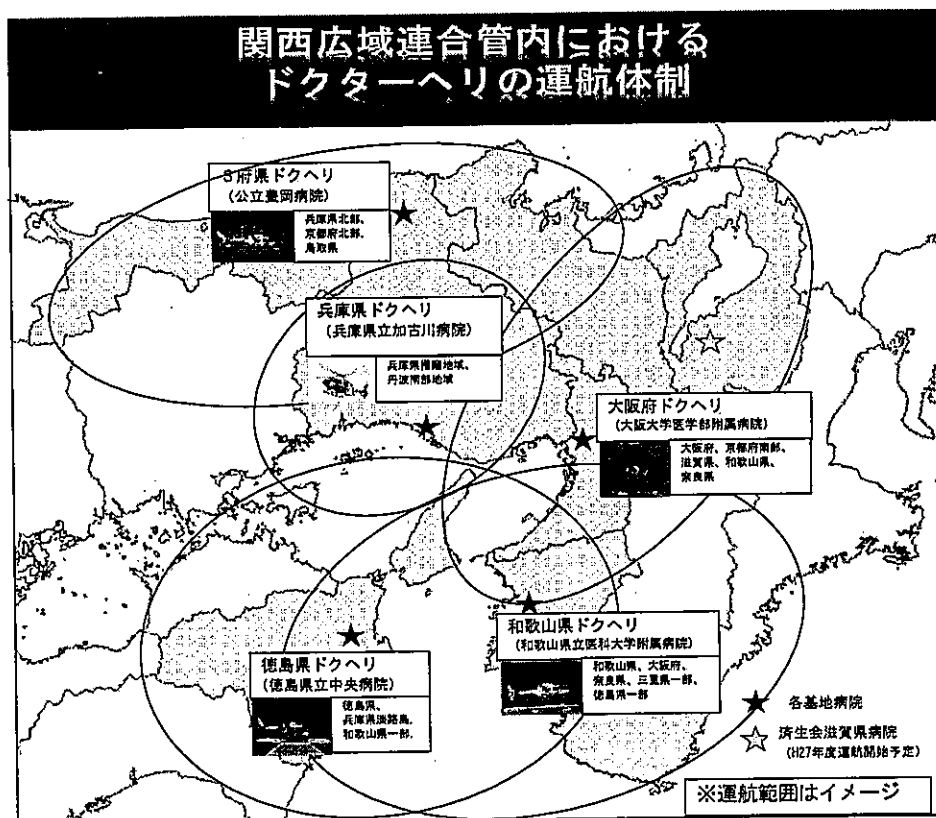 関西広域連合管内における
ドクターヘリの運航体制
3府県ドクヘリ
(公立豊岡病院)
兵庫県北部、
京都府北部、
鳥取県
兵庫県ドクヘリ
(兵庫県立加古川病院)
兵庫県播磨地域、
丹波南部地域
大阪府ドクヘリ
(大阪大学医学部附属病院)
大阪府、京都府南部、
滋賀県、和歌山県、
奈良県
和歌山県ドクヘリ
(和歌山県立医科大学附属病院)
和歌山県、大阪府、
奈良県、三重県一部、
徳島県一部
徳島県ドクヘリ
(徳島県立中央病院)
徳島県、
兵庫県淡路島、
和歌山県一部、
各基地病院
済生会滋賀県病院
(H27年度運航開始予定)
※運航範囲はイメージ